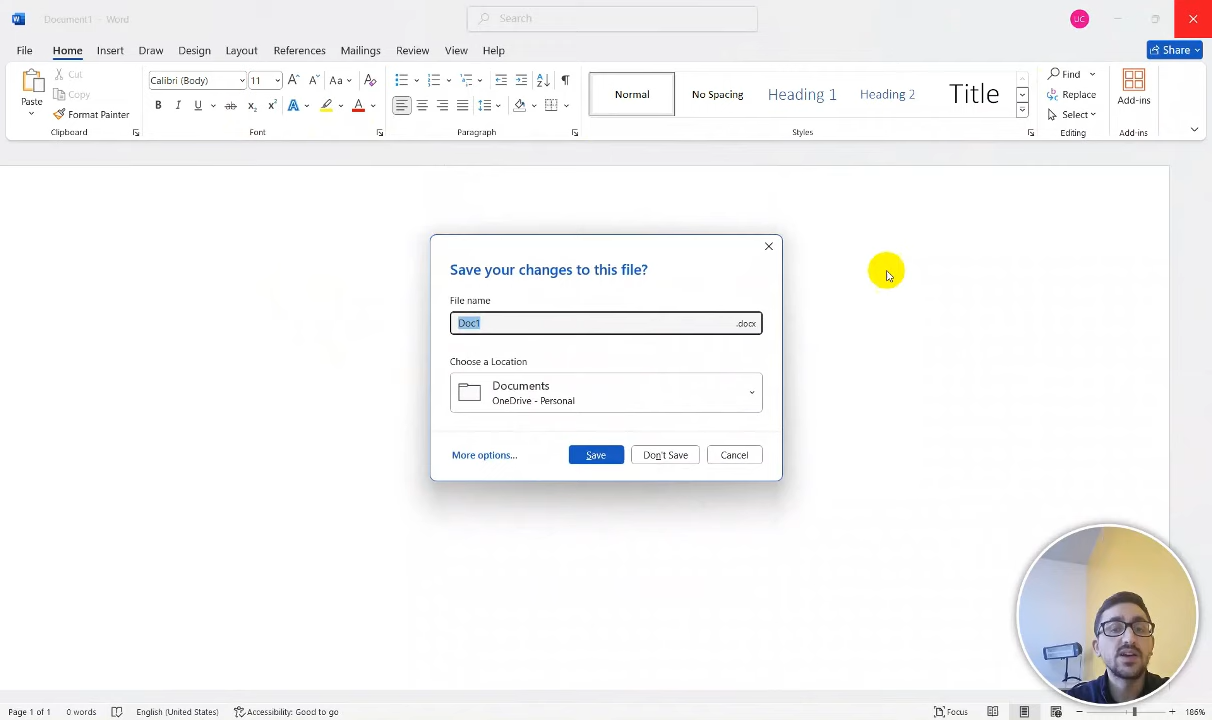 Document1 - Word
Search
UC
File Home Insert Draw Design Layout References Mailings Review View Help
Share
Paste
Cut
Copy
Format Painter
Clipboard
Calibri (Body) 11
Font
Paragraph
Normal
No Spacing
Heading 1
Heading 2
Title
Styles
Find
Replace
Select
Editing
Add-ins
Add-ins
Save your changes to this file?
File name
Doc1 .docx
Choose a Location
Documents
OneDrive - Personal
More options... Save Don't Save Cancel
Page 1 of 1 0 words English (United States) Accessibility: Good to go Focus 186%